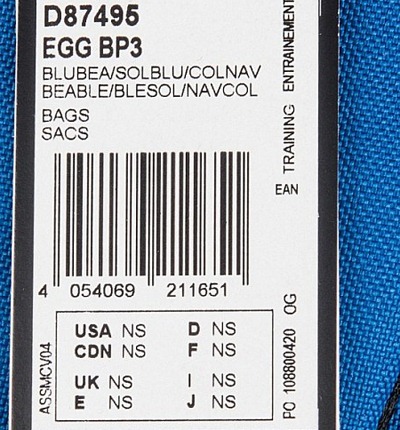 D87495
EGG BP3
BLUBEA/SOLBLU/COLNAV
BEABLE/BLESOL/NAVCOL
BAGS
SACS
TRAINING ENTRAINEMENT
EAN
4 054069 211651
ASSMCV04
USA NS D NS
CDN NS F NS
UK NS I NS
E NS J NS
PO 108800420 OG